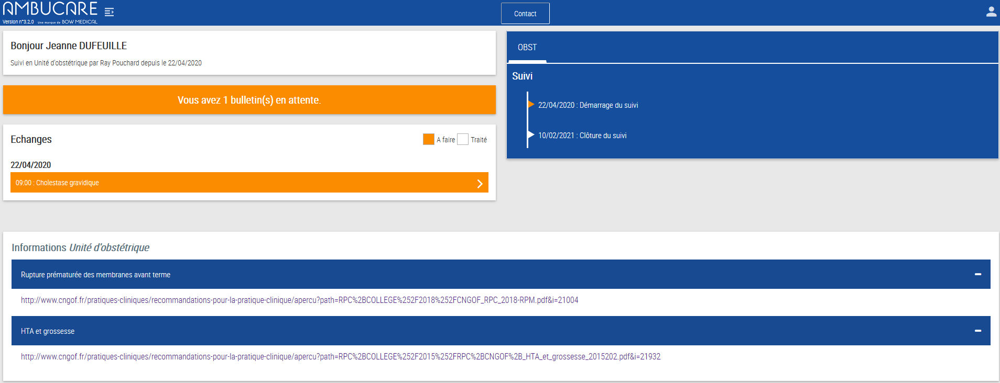 AMBUCARE
Version n°3.2.0 Une marque de BOW MEDICAL
Contact
Bonjour Jeanne DUFEUILLE
Suivi en Unité d'obstétrique par Ray Pouchard depuis le 22/04/2020
Vous avez 1 bulletin(s) en attente.
Echanges
A faire Traité
22/04/2020
09:00 : Cholestase gravidique
OBST
Suivi
22/04/2020 : Démarrage du suivi
10/02/2021 : Clôture du suivi
Informations Unité d'obstétrique
Rupture prématurée des membranes avant terme
http://www.cngof.fr/pratiques-cliniques/recommandations-pour-la-pratique-clinique/apercu?path=RPC%2BCOLLEGE%252F2018%252FCNGOF_RPC_2018-RPM.pdf&i=21004
HTA et grossesse
http://www.cngof.fr/pratiques-cliniques/recommandations-pour-la-pratique-clinique/apercu?path=RPC%2BCOLLEGE%252F2015%252FRPC%2BCNGOF%2B_HTA_et_grossesse_2015202.pdf&i=21932